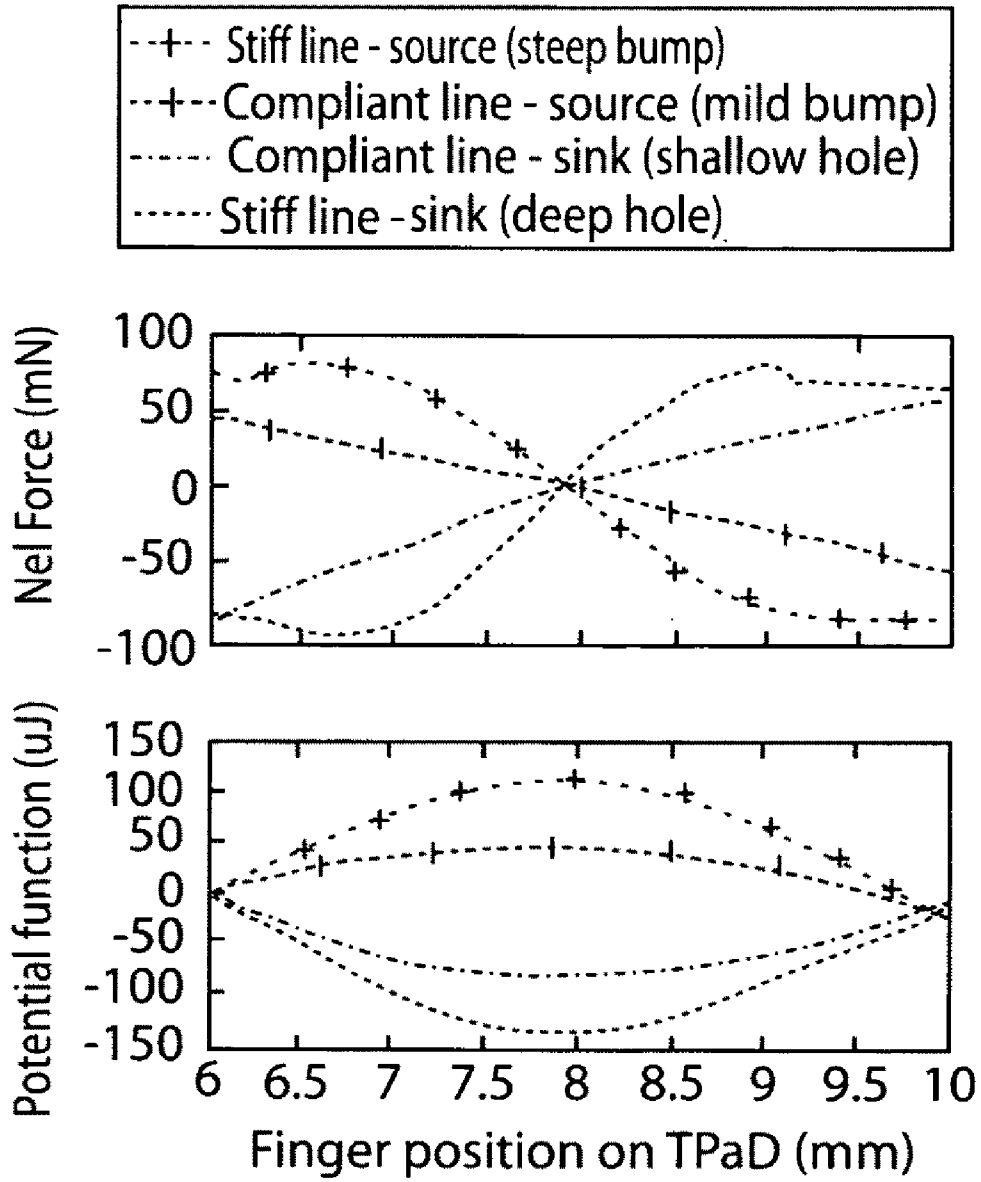 Stiff line - source (steep bump)
Compliant line - source (mild bump)
Compliant line - sink (shallow hole)
Stiff line - sink (deep hole)
Nel Force (mN)
100
50
0
-50
-100
Potential function (uJ)
150
100
50
0
-50
-100
-150
6 6.5 7 7.5 8 8.5 9 9.5 10
Finger position on TPaD (mm)